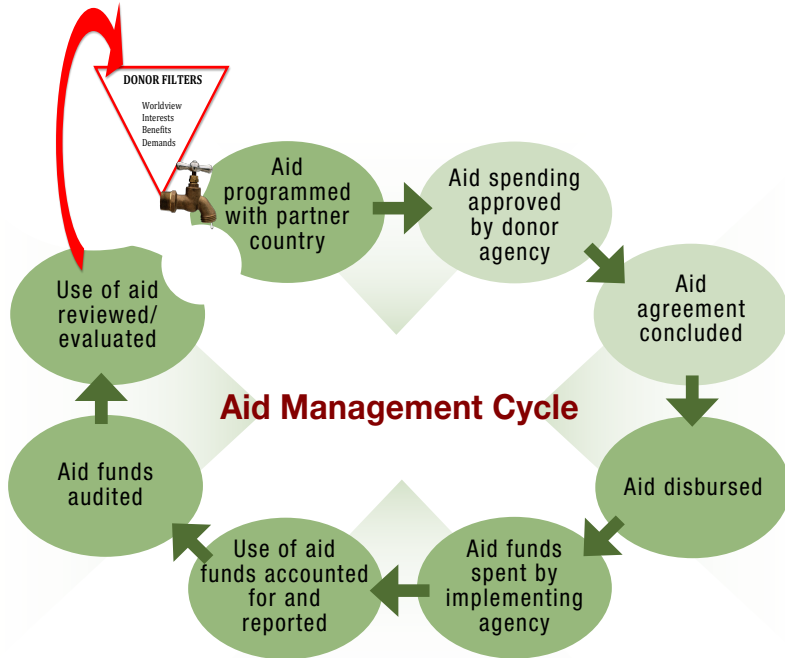 DONOR FILTERS
Worldview
Interests
Benefits
Demands
Aid
programmed
with partner
country
Aid spending
approved
by donor
agency
Aid
agreement
concluded
Aid disbursed
Aid funds
spent by
implementing
agency
Use of aid
funds accounted
for and
reported
Aid funds
audited
Use of aid
reviewed/
evaluated
Aid Management Cycle